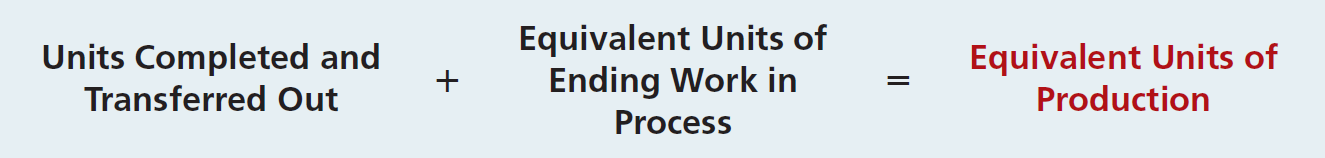 Units Completed and
Transferred Out
+
Equivalent Units of
Ending Work in
Process
=
Equivalent Units of
Production